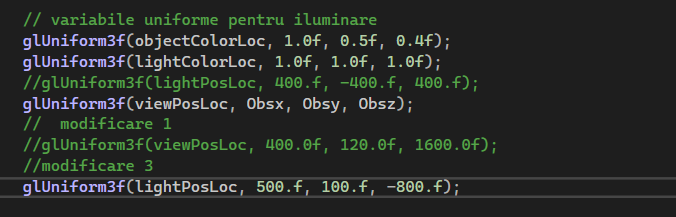 // variabile uniforme pentru iluminare
glUniform3f(objectColorLoc, 1.0f, 0.5f, 0.4f);
glUniform3f(lightColorLoc, 1.0f, 1.0f, 1.0f);
//glUniform3f(lightPosLoc, 400.f, -400.f, 400.f);
glUniform3f(viewPosLoc, Obsx, Obsy, Obsz);
//  modificare 1
//glUniform3f(viewPosLoc, 400.0f, 120.0f, 1600.0f);
//modificare 3
glUniform3f(lightPosLoc, 500.f, 100.f, -800.f);